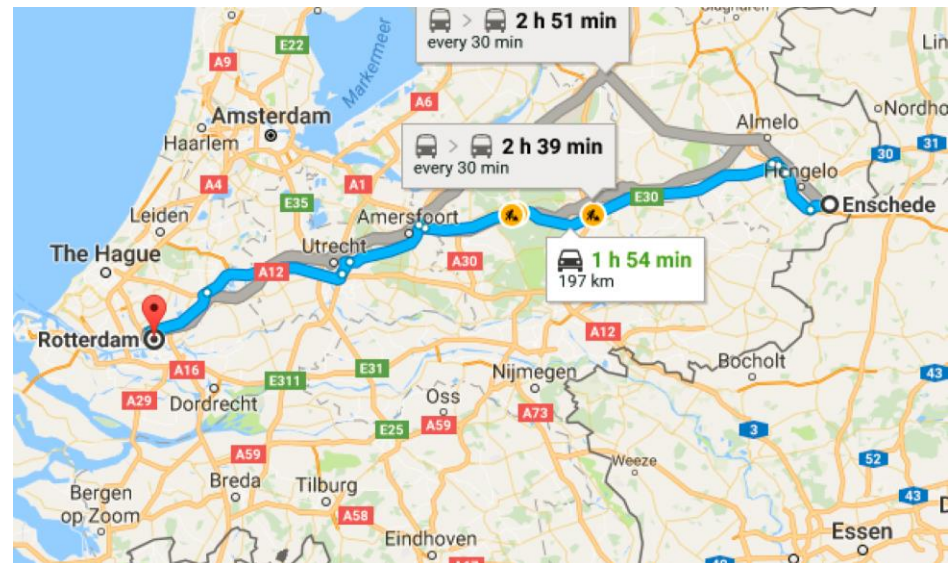 2 h 51 min
every 30 min
E22
A9
Markermeer
A6
Amsterdam
Haarlem
2 h 39 min
every 30 min
Almelo
Nordho
30
31
Hengelo
A4
A1
E35
E30
Enschede
Leiden
Amersfoort
Utrecht
The Hague
A12
A30
1 h 54 min
197 km
Rotterdam
A12
A16
E31
Nijmegen
Bocholt
E311
43
A29
Dordrecht
Oss
A73
A59
E25
3
A59
52
Breda
Tilburg
Weeze
Bergen
op Zoom
A58
43
Essen
Eindhoven